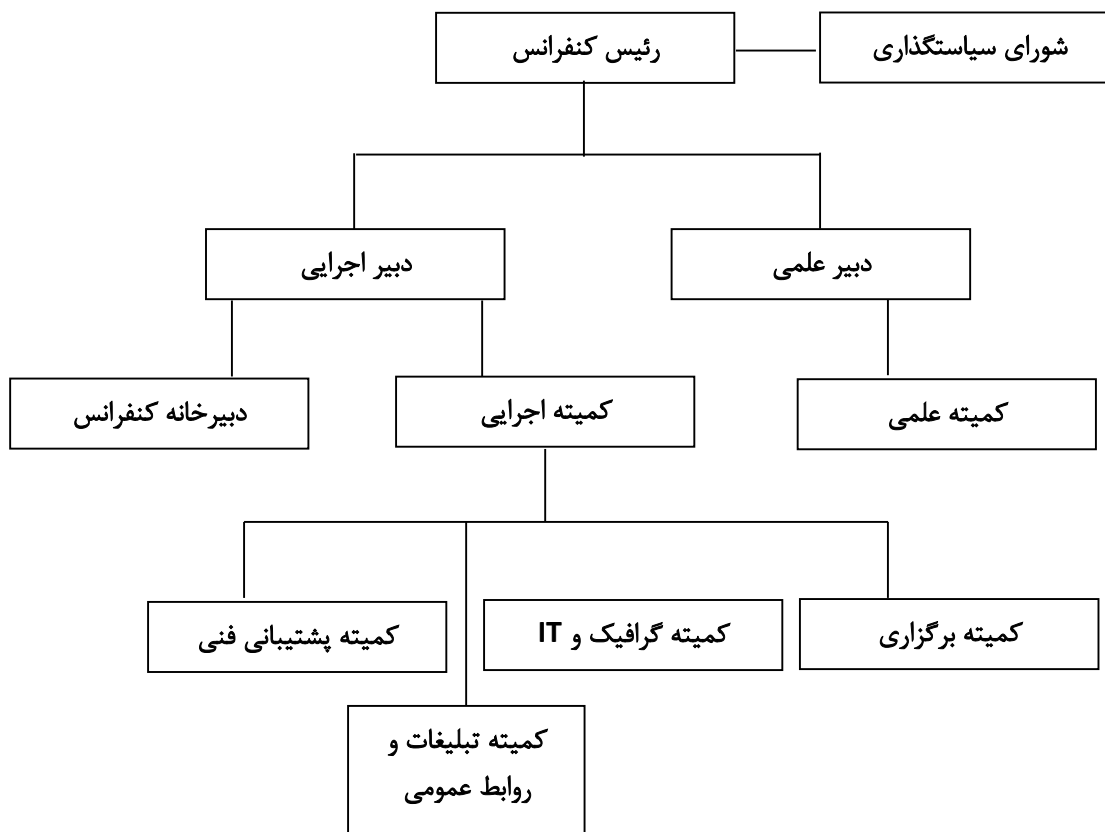 شورای سیاستگذاری
رئیس کنفرانس
دبیر علمی
دبیر اجرایی
کمیته علمی
کمیته اجرایی
دبیرخانه کنفرانس
کمیته برگزاری
کمیته گرافیک و IT
کمیته پشتیبانی فنی
کمیته تبلیغات و
روابط عمومی